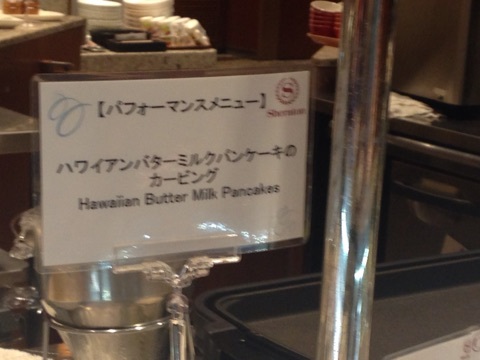 【パフォーマンスメニュー】
Sheraton
ハワイアンバターミルクパンケーキの
カービング
Hawaiian Butter Milk Pancakes